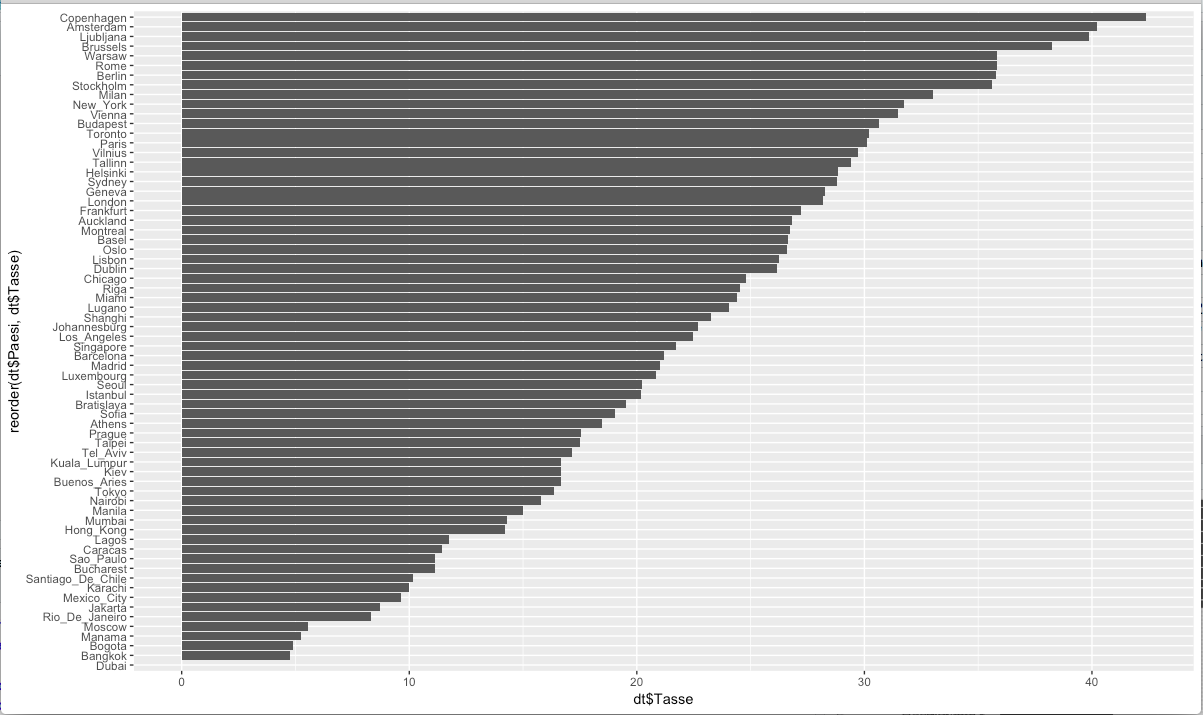 Copenhagen
Amsterdam
Ljubljana
Brussels
Warsaw
Rome
Berlin
Stockholm
Milan
New_York
Vienna
Budapest
Toronto
Paris
Vilnius
Tallinn
Helsinki
Sydney
Geneva
London
Frankfurt
Auckland
Montreal
Basel
Oslo
Lisbon
Dublin
Chicago
Riga
Miami
Lugano
Shanghi
Johannesburg
Los_Angeles
Singapore
Barcelona
Madrid
Luxembourg
Seoul
Istanbul
Bratislava
Sofia
Athens
Prague
Taipei
Tel_Aviv
Kuala_Lumpur
Kiev
Buenos_Aries
Tokyo
Nairobi
Manila
Mumbai
Hong_Kong
Lagos
Caracas
Sao_Paulo
Bucharest
Santiago_De_Chile
Karachi
Mexico_City
Jakarta
Rio_De_Janeiro
Moscow
Manama
Bogota
Bangkok
Dubai
reorder(dt$Paesi, dt$Tasse)
0 10 20 30 40
dt$Tasse